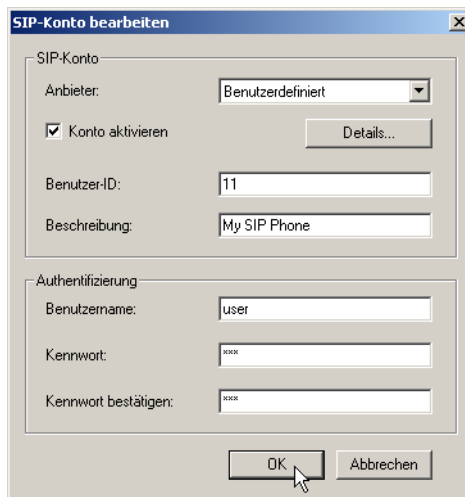 SIP-Konto bearbeiten
SIP-Konto
Anbieter: Benutzerdefiniert
Konto aktivieren Details...
Benutzer-ID: 11
Beschreibung: My SIP Phone
Authentifizierung
Benutzername: user
Kennwort: ***
Kennwort bestätigen: ***
OK Abbrechen